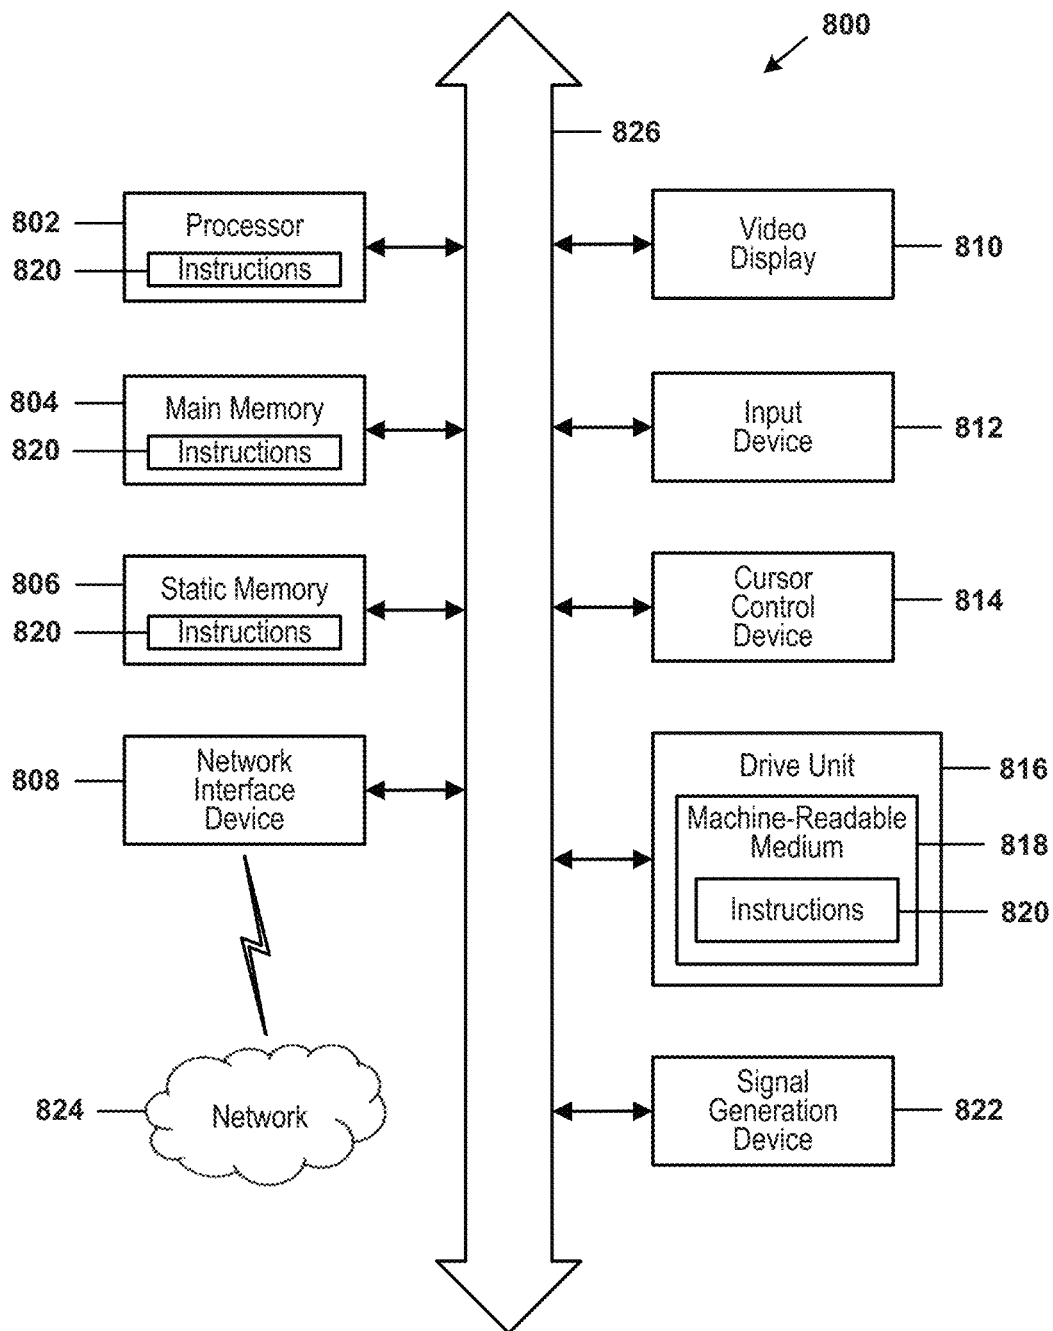 800
826
802
Processor
820
Instructions
Video
Display
810
804
Main Memory
820
Instructions
Input
Device
812
806
Static Memory
820
Instructions
Cursor
Control
Device
814
808
Network
Interface
Device
Drive Unit
816
Machine-Readable
Medium
818
Instructions
820
824
Network
Signal
Generation
Device
822